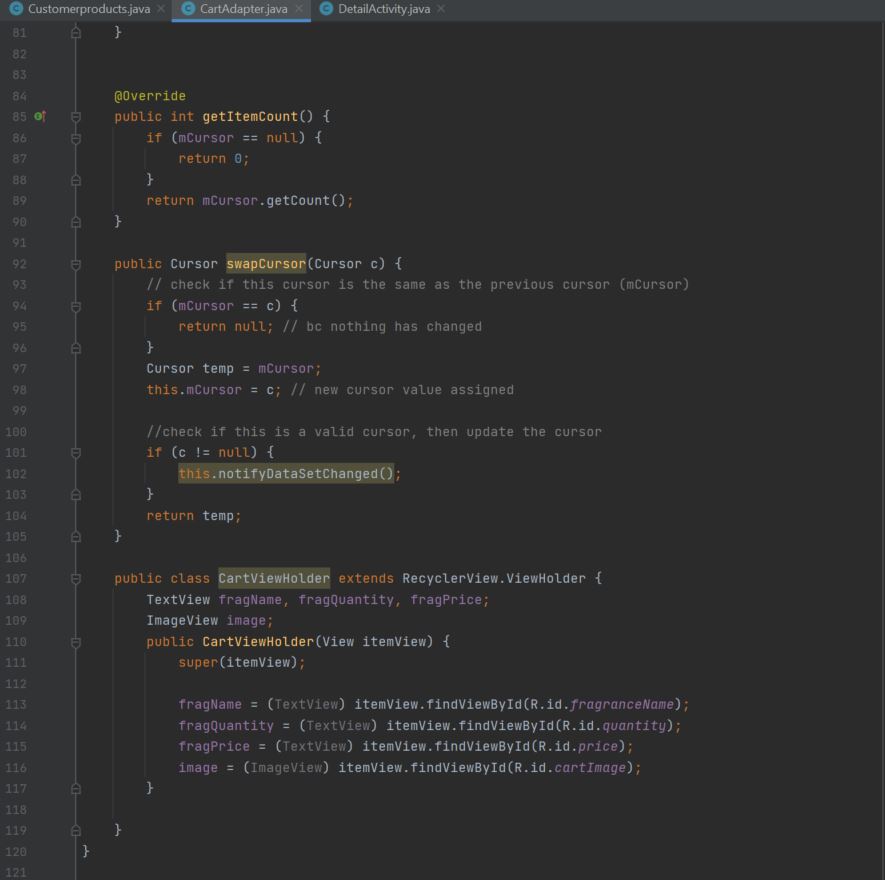 Customerproducts.java × CartAdapter.java × DetailActivity.java ×
81 }
82
83
84 @Override
85 public int getItemCount() {
86 if (mCursor == null) {
87 return 0;
88 }
89 return mCursor.getCount();
90 }
91
92 public Cursor swapCursor(Cursor c) {
93 // check if this cursor is the same as the previous cursor (mCursor)
94 if (mCursor == c) {
95 return null; // bc nothing has changed
96 }
97 Cursor temp = mCursor;
98 this.mCursor = c; // new cursor value assigned
99
100 //check if this is a valid cursor, then update the cursor
101 if (c != null) {
102 this.notifyDataSetChanged();
103 }
104 return temp;
105 }
106
107 public class CartViewHolder extends RecyclerView.ViewHolder {
108 TextView fragName, fragQuantity, fragPrice;
109 ImageView image;
110 public CartViewHolder(View itemView) {
111 super(itemView);
112
113 fragName = (TextView) itemView.findViewById(R.id.fragranceName);
114 fragQuantity = (TextView) itemView.findViewById(R.id.quantity);
115 fragPrice = (TextView) itemView.findViewById(R.id.price);
116 image = (ImageView) itemView.findViewById(R.id.cartImage);
117 }
118
119 }
120 }
121